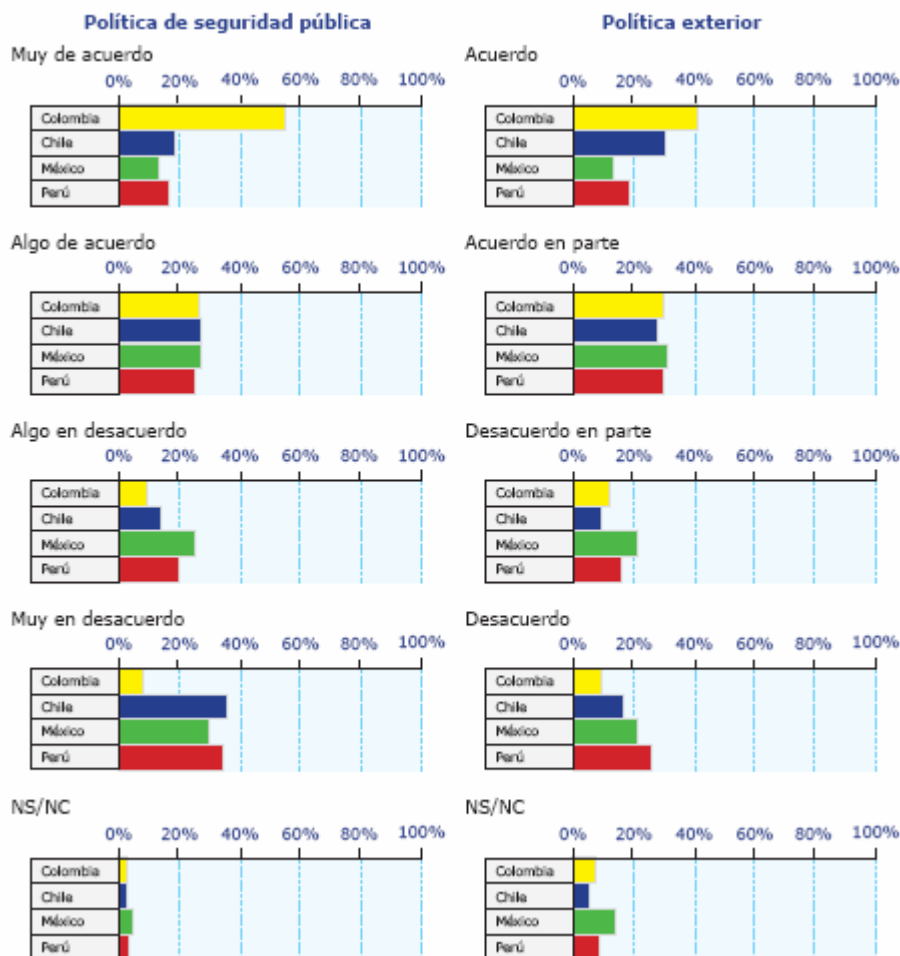 Política de seguridad pública
Muy de acuerdo
0% 20% 40% 60% 80% 100%
Colombia
Chile
México
Perú
Algo de acuerdo
0% 20% 40% 60% 80% 100%
Colombia
Chile
México
Perú
Algo en desacuerdo
0% 20% 40% 60% 80% 100%
Colombia
Chile
México
Perú
Muy en desacuerdo
0% 20% 40% 60% 80% 100%
Colombia
Chile
México
Perú
NS/NC
0% 20% 40% 60% 80% 100%
Colombia
Chile
México
Perú
Política exterior
Acuerdo
0% 20% 40% 60% 80% 100%
Colombia
Chile
México
Perú
Acuerdo en parte
0% 20% 40% 60% 80% 100%
Colombia
Chile
México
Perú
Desacuerdo en parte
0% 20% 40% 60% 80% 100%
Colombia
Chile
México
Perú
Desacuerdo
0% 20% 40% 60% 80% 100%
Colombia
Chile
México
Perú
NS/NC
0% 20% 40% 60% 80% 100%
Colombia
Chile
México
Perú